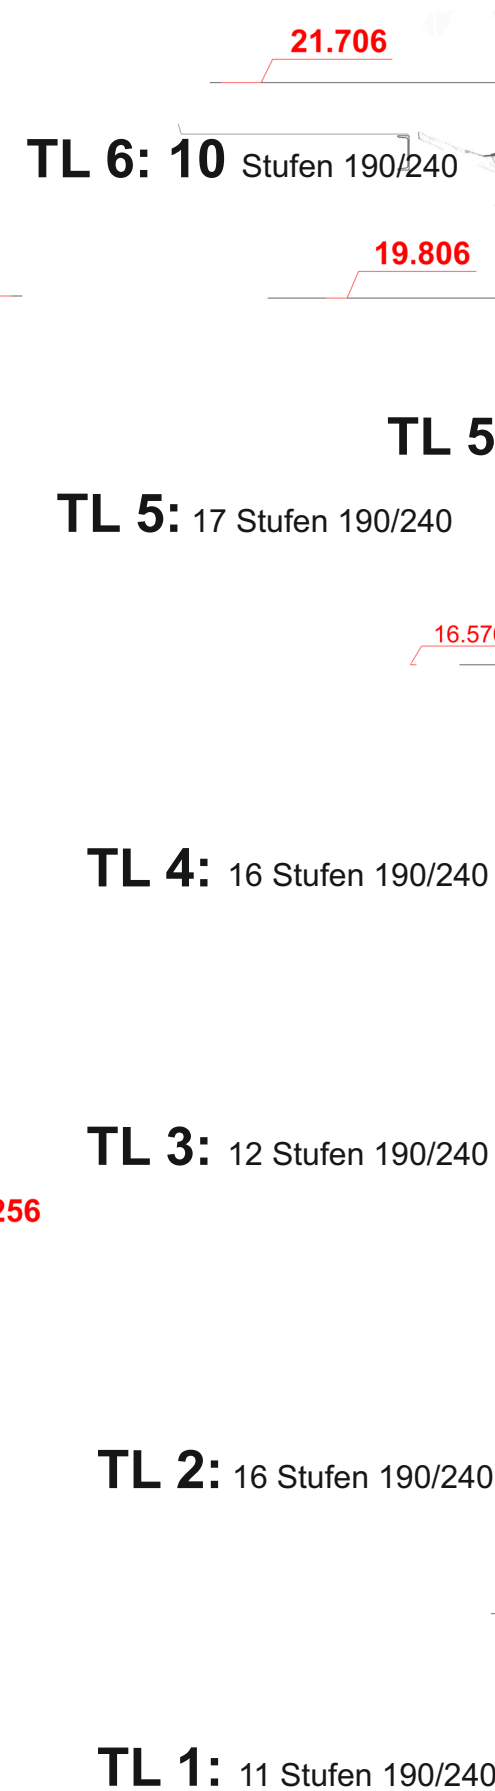 21.706
TL 6: 10 Stufen 190/240
19.806
TL 5
TL 5: 17 Stufen 190/240
16.57
TL 4: 16 Stufen 190/240
TL 3: 12 Stufen 190/240
256
TL 2: 16 Stufen 190/240
TL 1: 11 Stufen 190/240